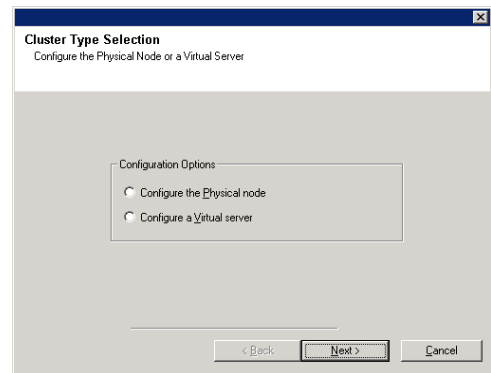 Cluster Type Selection
Configure the Physical Node or a Virtual Server
Configuration Options
Configure the Physical node
Configure a Virtual server
< Back
Next >
Cancel